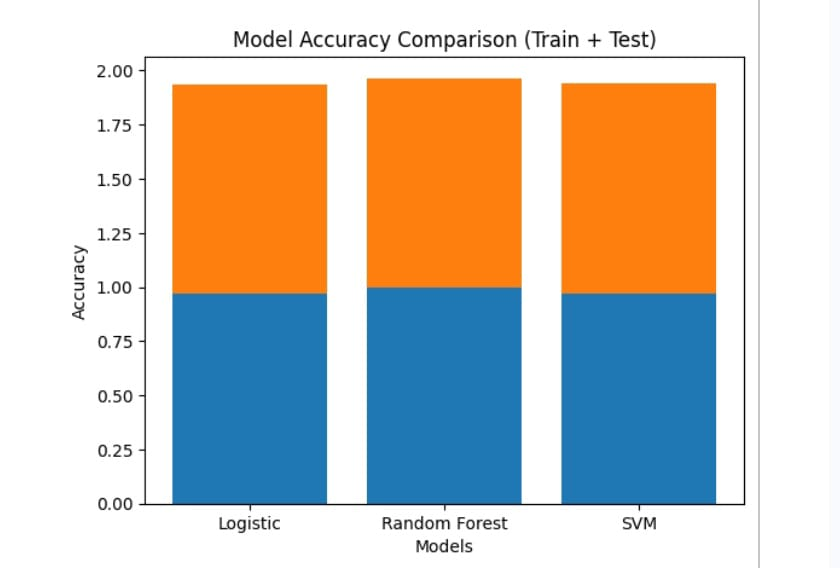 Model Accuracy Comparison (Train + Test)
2.00
1.75
1.50
1.25
1.00
0.75
0.50
0.25
0.00
Accuracy
Logistic Random Forest SVM
Models